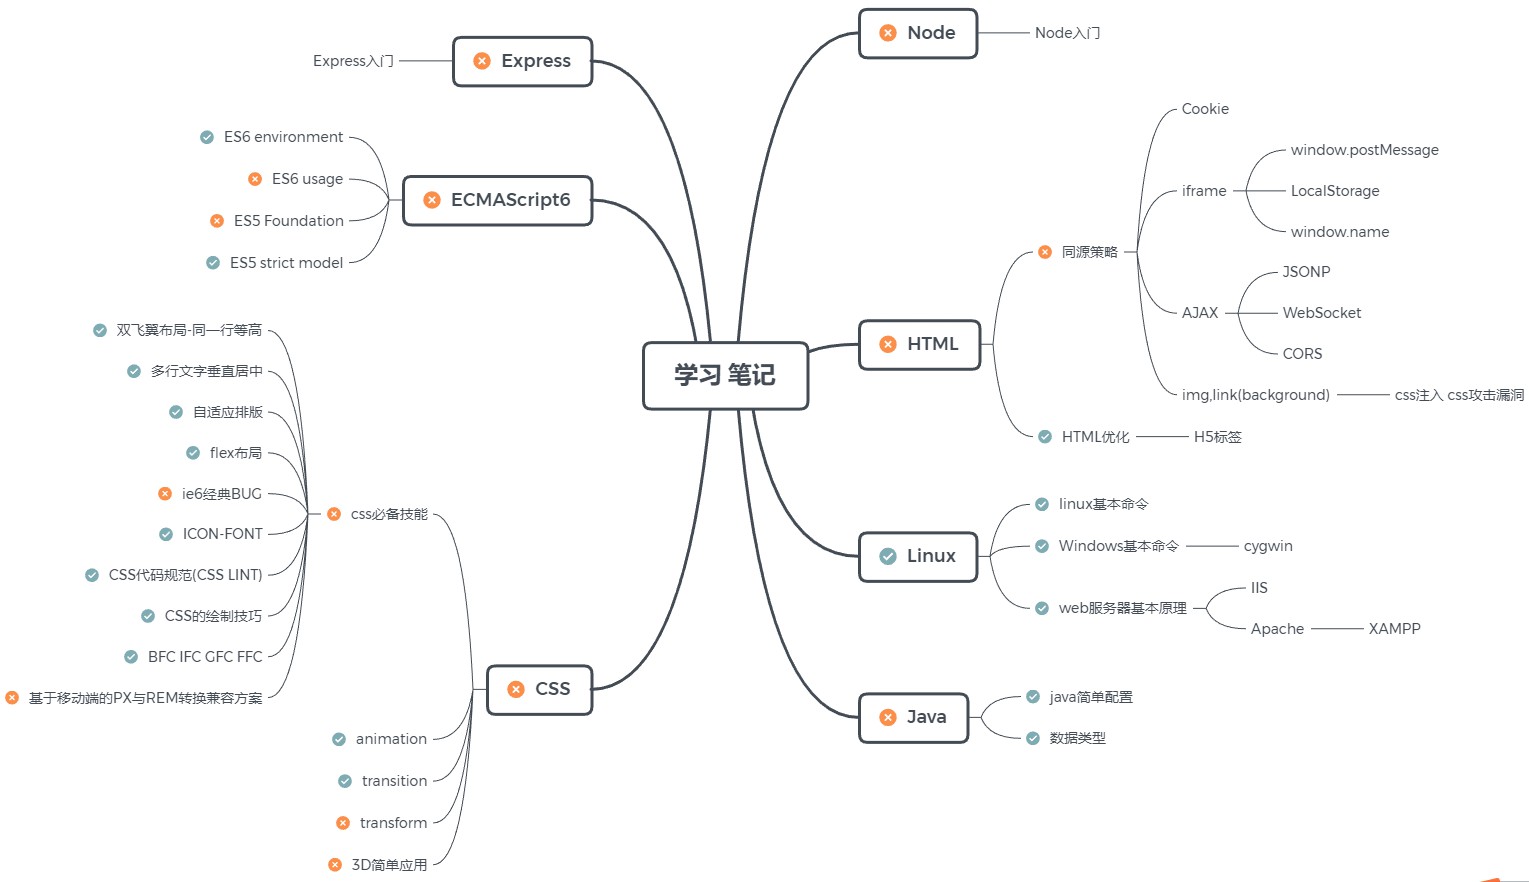 学习 笔记
Express
Express入门
ECMAScript6
ES6 environment
ES6 usage
ES5 Foundation
ES5 strict model
CSS
css必备技能
双飞翼布局-同一行等高
多行文字垂直居中
自适应排版
flex布局
ie6经典BUG
ICON-FONT
CSS代码规范(CSS LINT)
CSS的绘制技巧
BFC IFC GFC FFC
基于移动端的PX与REM转换兼容方案
animation
transition
transform
3D简单应用
Node
Node入门
HTML
同源策略
Cookie
iframe
window.postMessage
LocalStorage
window.name
AJAX
JSONP
WebSocket
CORS
img,link(background)
css注入 css攻击漏洞
HTML优化
H5标签
Linux
linux基本命令
Windows基本命令
cygwin
web服务器基本原理
IIS
Apache
XAMPP
Java
java简单配置
数据类型